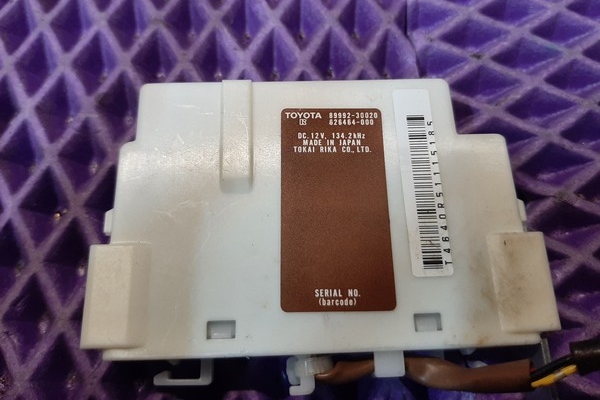 TOYOTA 89992-30020
626464-000
DC.12V, 134.2kHz
MADE IN JAPAN
TOKAI RIKA CO., LTD.
SERIAL NO.
(barcode)
T4640R51115185